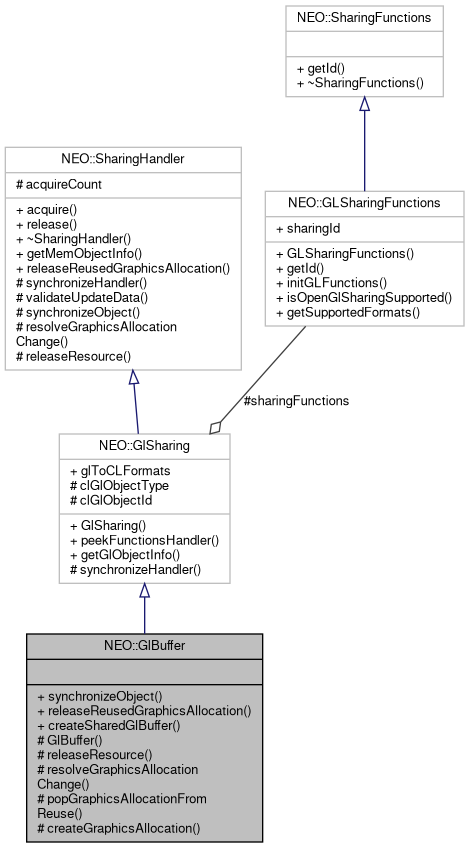 NEO::SharingFunctions
+ getId()
+ ~SharingFunctions()
NEO::SharingHandler
# acquireCount
+ acquire()
+ release()
+ ~SharingHandler()
+ getMemObjectInfo()
+ releaseReusedGraphicsAllocation()
# synchronizeHandler()
# validateUpdateData()
# synchronizeObject()
# resolveGraphicsAllocation
Change()
# releaseResource()
NEO::GLSharingFunctions
+ sharingId
+ GLSharingFunctions()
+ getId()
+ initGLFunctions()
+ isOpenGlSharingSupported()
+ getSupportedFormats()
#sharingFunctions
NEO::GlSharing
+ glToCLFormats
# clGlObjectType
# clGlObjectId
+ GlSharing()
+ peekFunctionsHandler()
+ getGlObjectInfo()
# synchronizeHandler()
NEO::GlBuffer
+ synchronizeObject()
+ releaseReusedGraphicsAllocation()
+ createSharedGlBuffer()
# GlBuffer()
# releaseResource()
# resolveGraphicsAllocation
Change()
# popGraphicsAllocationFrom
Reuse()
# createGraphicsAllocation()